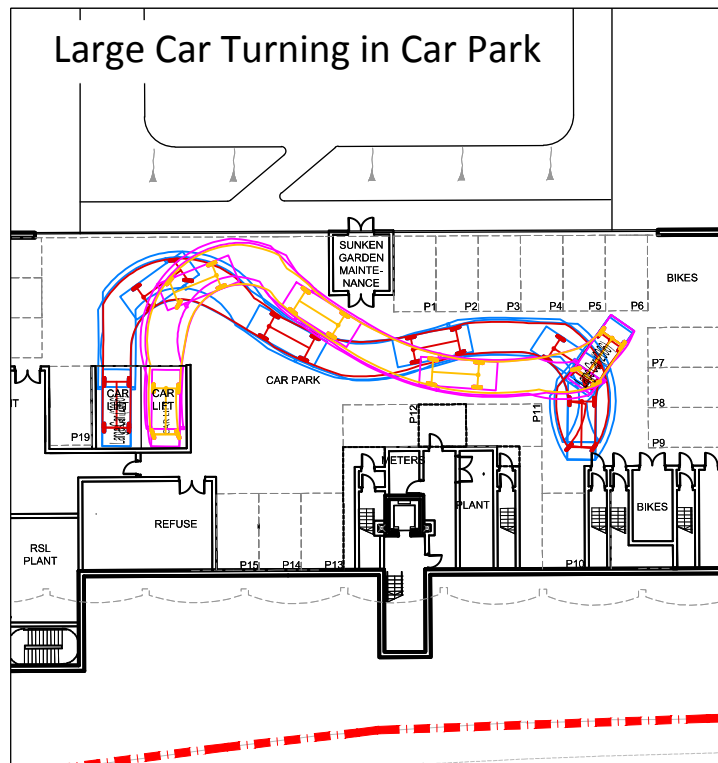 Large Car Turning in Car Park
SUNKEN
GARDEN
MAINTE-
NANCE
BIKES
P1
P2
P3
P4
P5
P6
P7
P8
P9
CAR PARK
CAR
LIFT
CAR
LIFT
P19
P12
P11
METERS
PLANT
BIKES
REFUSE
RSL
PLANT
P15
P14
P13
P10